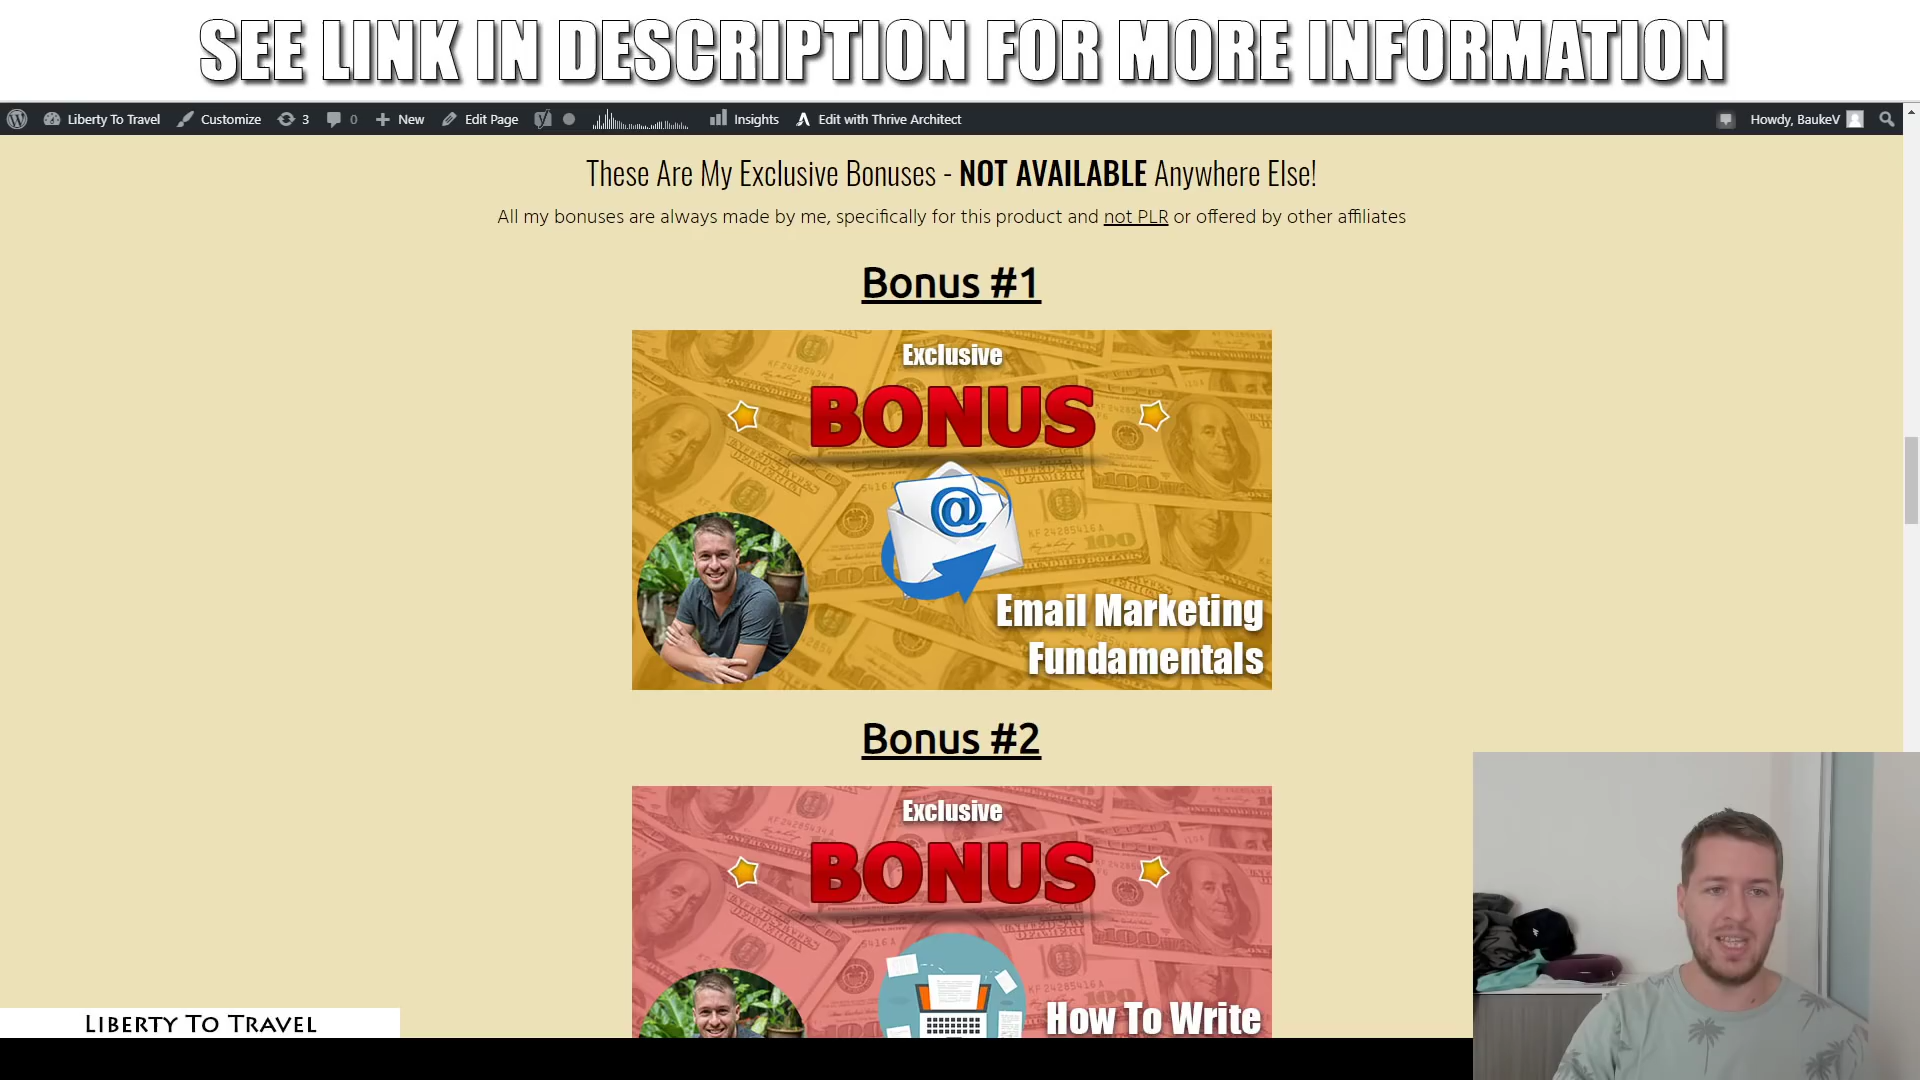 SEE LINK IN DESCRIPTION FOR MORE INFORMATION
Liberty To Travel Customize 3 0 New Edit Page Insights Edit with Thrive Architect Howdy, BaukeV
These Are My Exclusive Bonuses - NOT AVAILABLE Anywhere Else!
All my bonuses are always made by me, specifically for this product and not PLR or offered by other affiliates
Bonus #1
Exclusive
BONUS
@
Email Marketing
Fundamentals
Bonus #2
Exclusive
BONUS
How To Write
LIBERTY TO TRAVEL